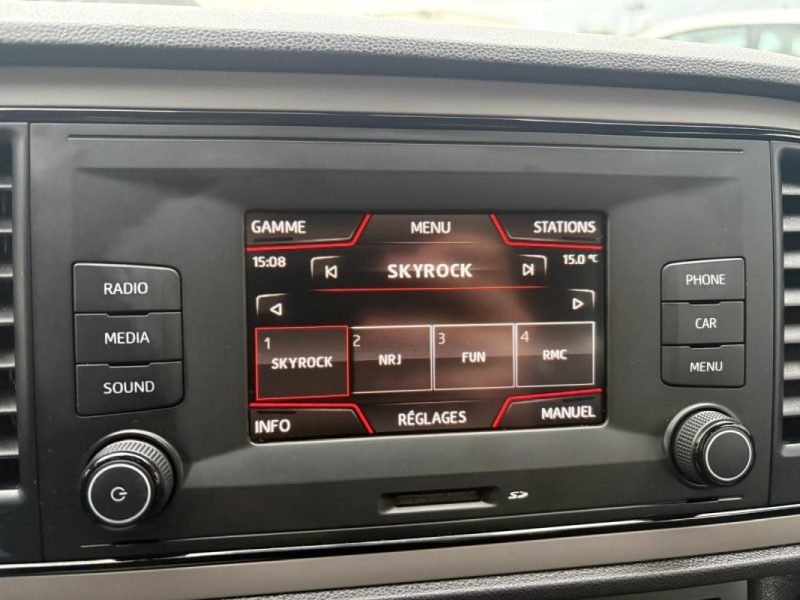 GAMME MENU STATIONS
15:08 SKYROCK 15.0 °C
1 SKYROCK 2 NRJ 3 FUN 4 RMC
INFO RÉGLAGES MANUEL
RADIO
MEDIA
SOUND
PHONE
CAR
MENU
SD